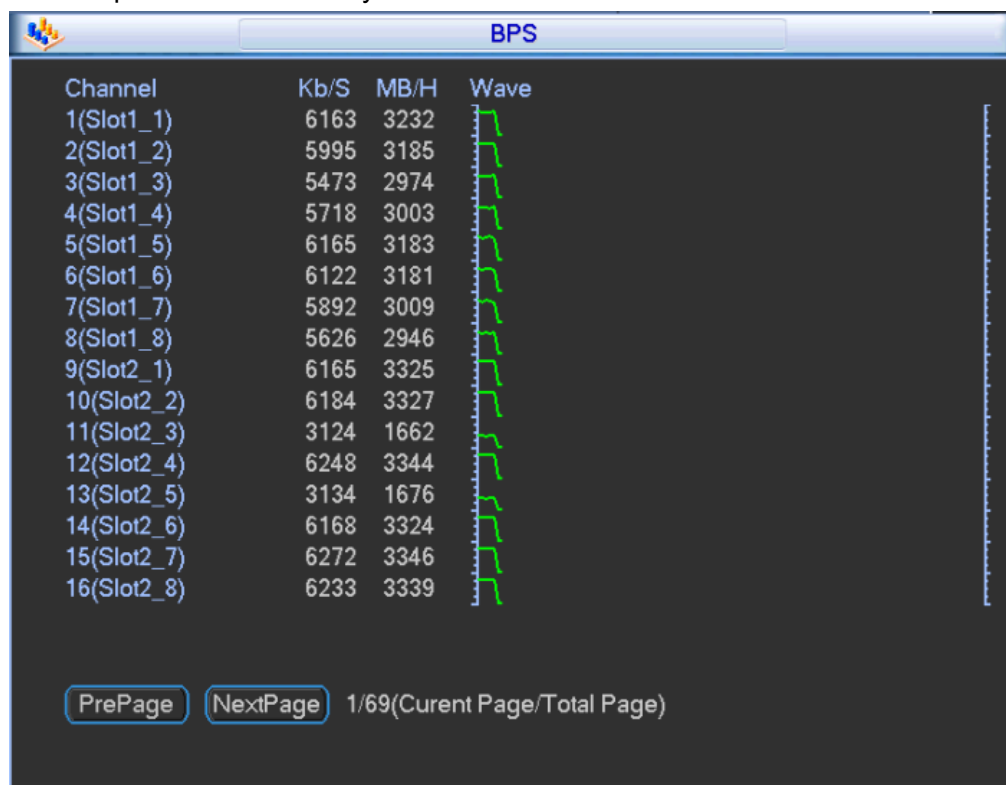 BPS
Channel Kb/S MB/H Wave
1(Slot1_1) 6163 3232
2(Slot1_2) 5995 3185
3(Slot1_3) 5473 2974
4(Slot1_4) 5718 3003
5(Slot1_5) 6165 3183
6(Slot1_6) 6122 3181
7(Slot1_7) 5892 3009
8(Slot1_8) 5626 2946
9(Slot2_1) 6165 3325
10(Slot2_2) 6184 3327
11(Slot2_3) 3124 1662
12(Slot2_4) 6248 3344
13(Slot2_5) 3134 1676
14(Slot2_6) 6168 3324
15(Slot2_7) 6272 3346
16(Slot2_8) 6233 3339
PrePage NextPage 1/69(Curent Page/Total Page)